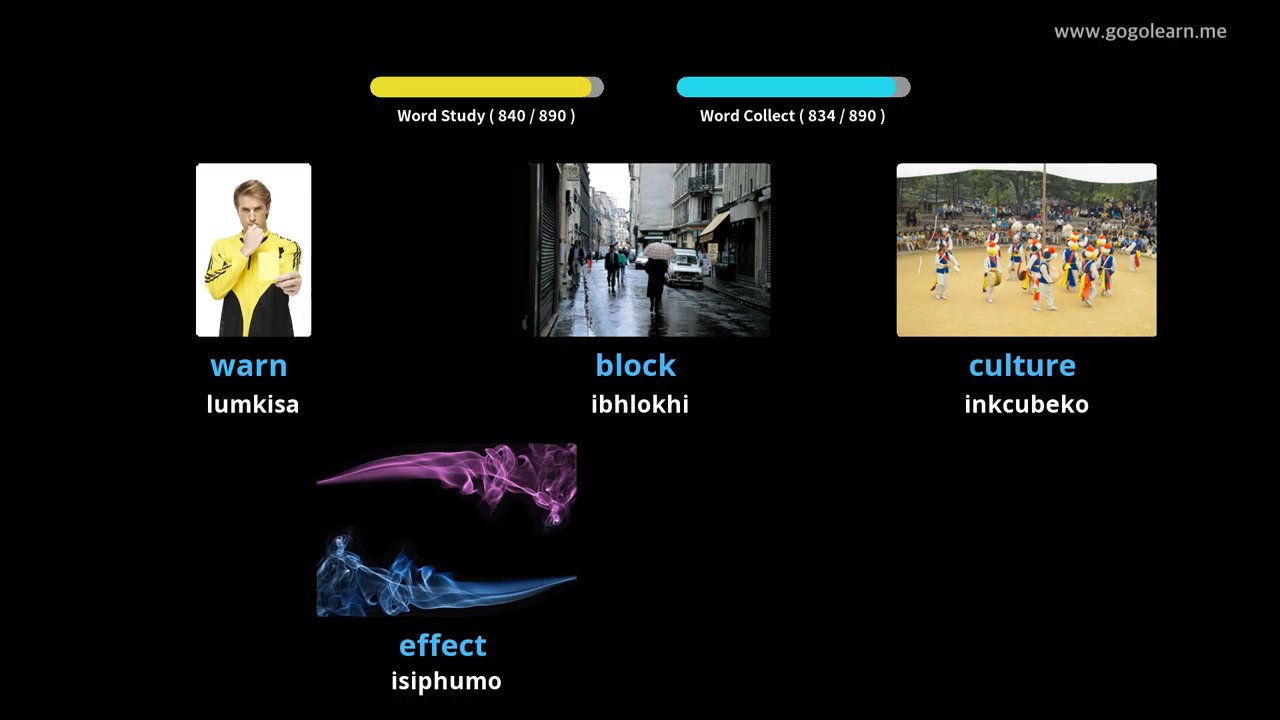 www.gogolearn.me
Word Study ( 840 / 890 )
Word Collect ( 834 / 890 )
warn
lumkisa
block
ibhlokhi
culture
inkcubeko
effect
isiphumo